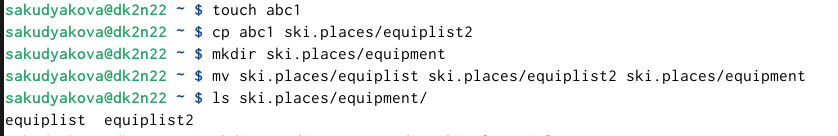 sakudyakova@dk2n22 ~ $ touch abc1
sakudyakova@dk2n22 ~ $ cp abc1 ski.places/equiplist2
sakudyakova@dk2n22 ~ $ mkdir ski.places/equipment
sakudyakova@dk2n22 ~ $ mv ski.places/equiplist ski.places/equiplist2 ski.places/equipment
sakudyakova@dk2n22 ~ $ ls ski.places/equipment/
equiplist  equiplist2